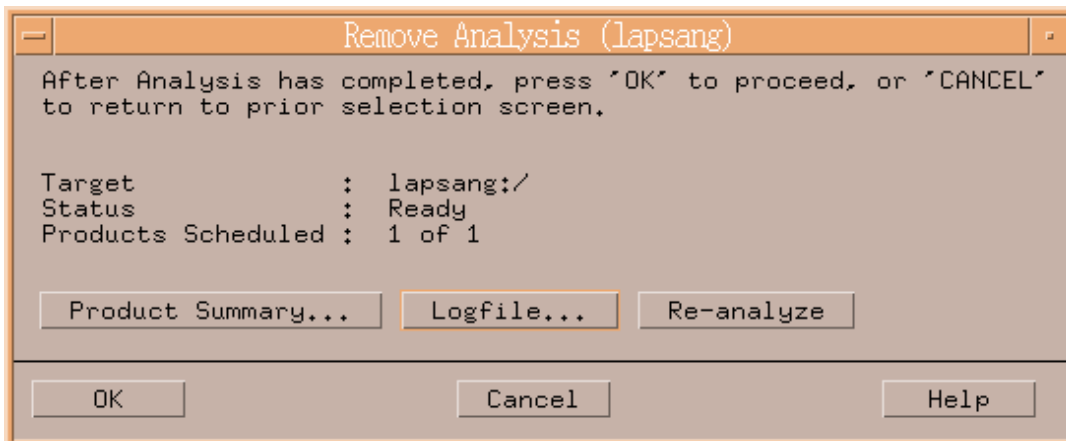 Remove Analysis (lapsang)
After Analysis has completed, press "OK" to proceed, or "CANCEL"
to return to prior selection screen.
Target : lapsang:/
Status : Ready
Products Scheduled : 1 of 1
Product Summary... Logfile... Re-analyze
OK Cancel Help